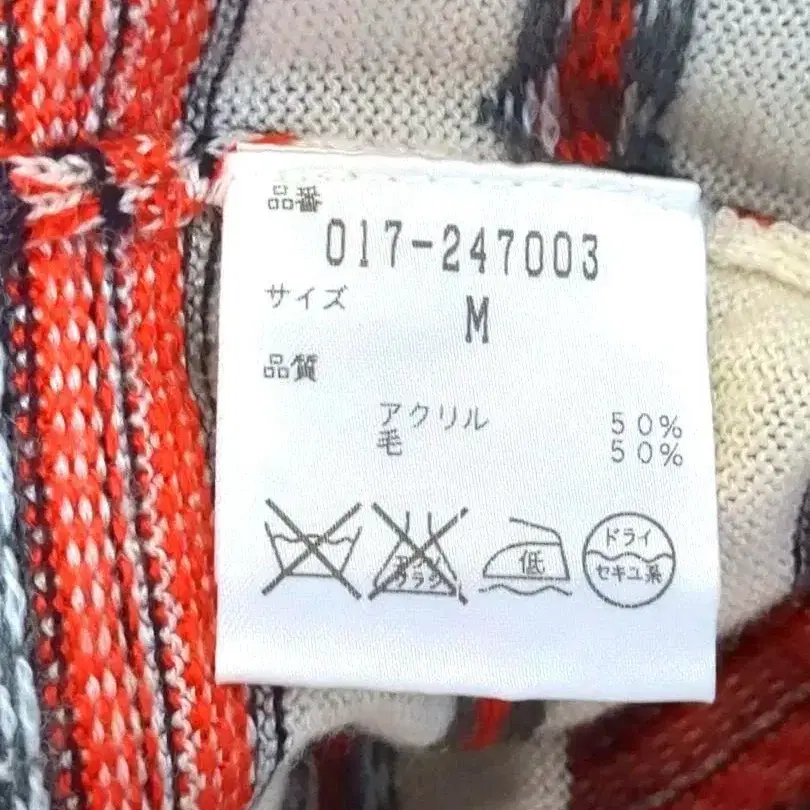 品番
017-247003
サイズ
M
品質
アクリル 50%
毛 50%
低
ドライ
セキユ系